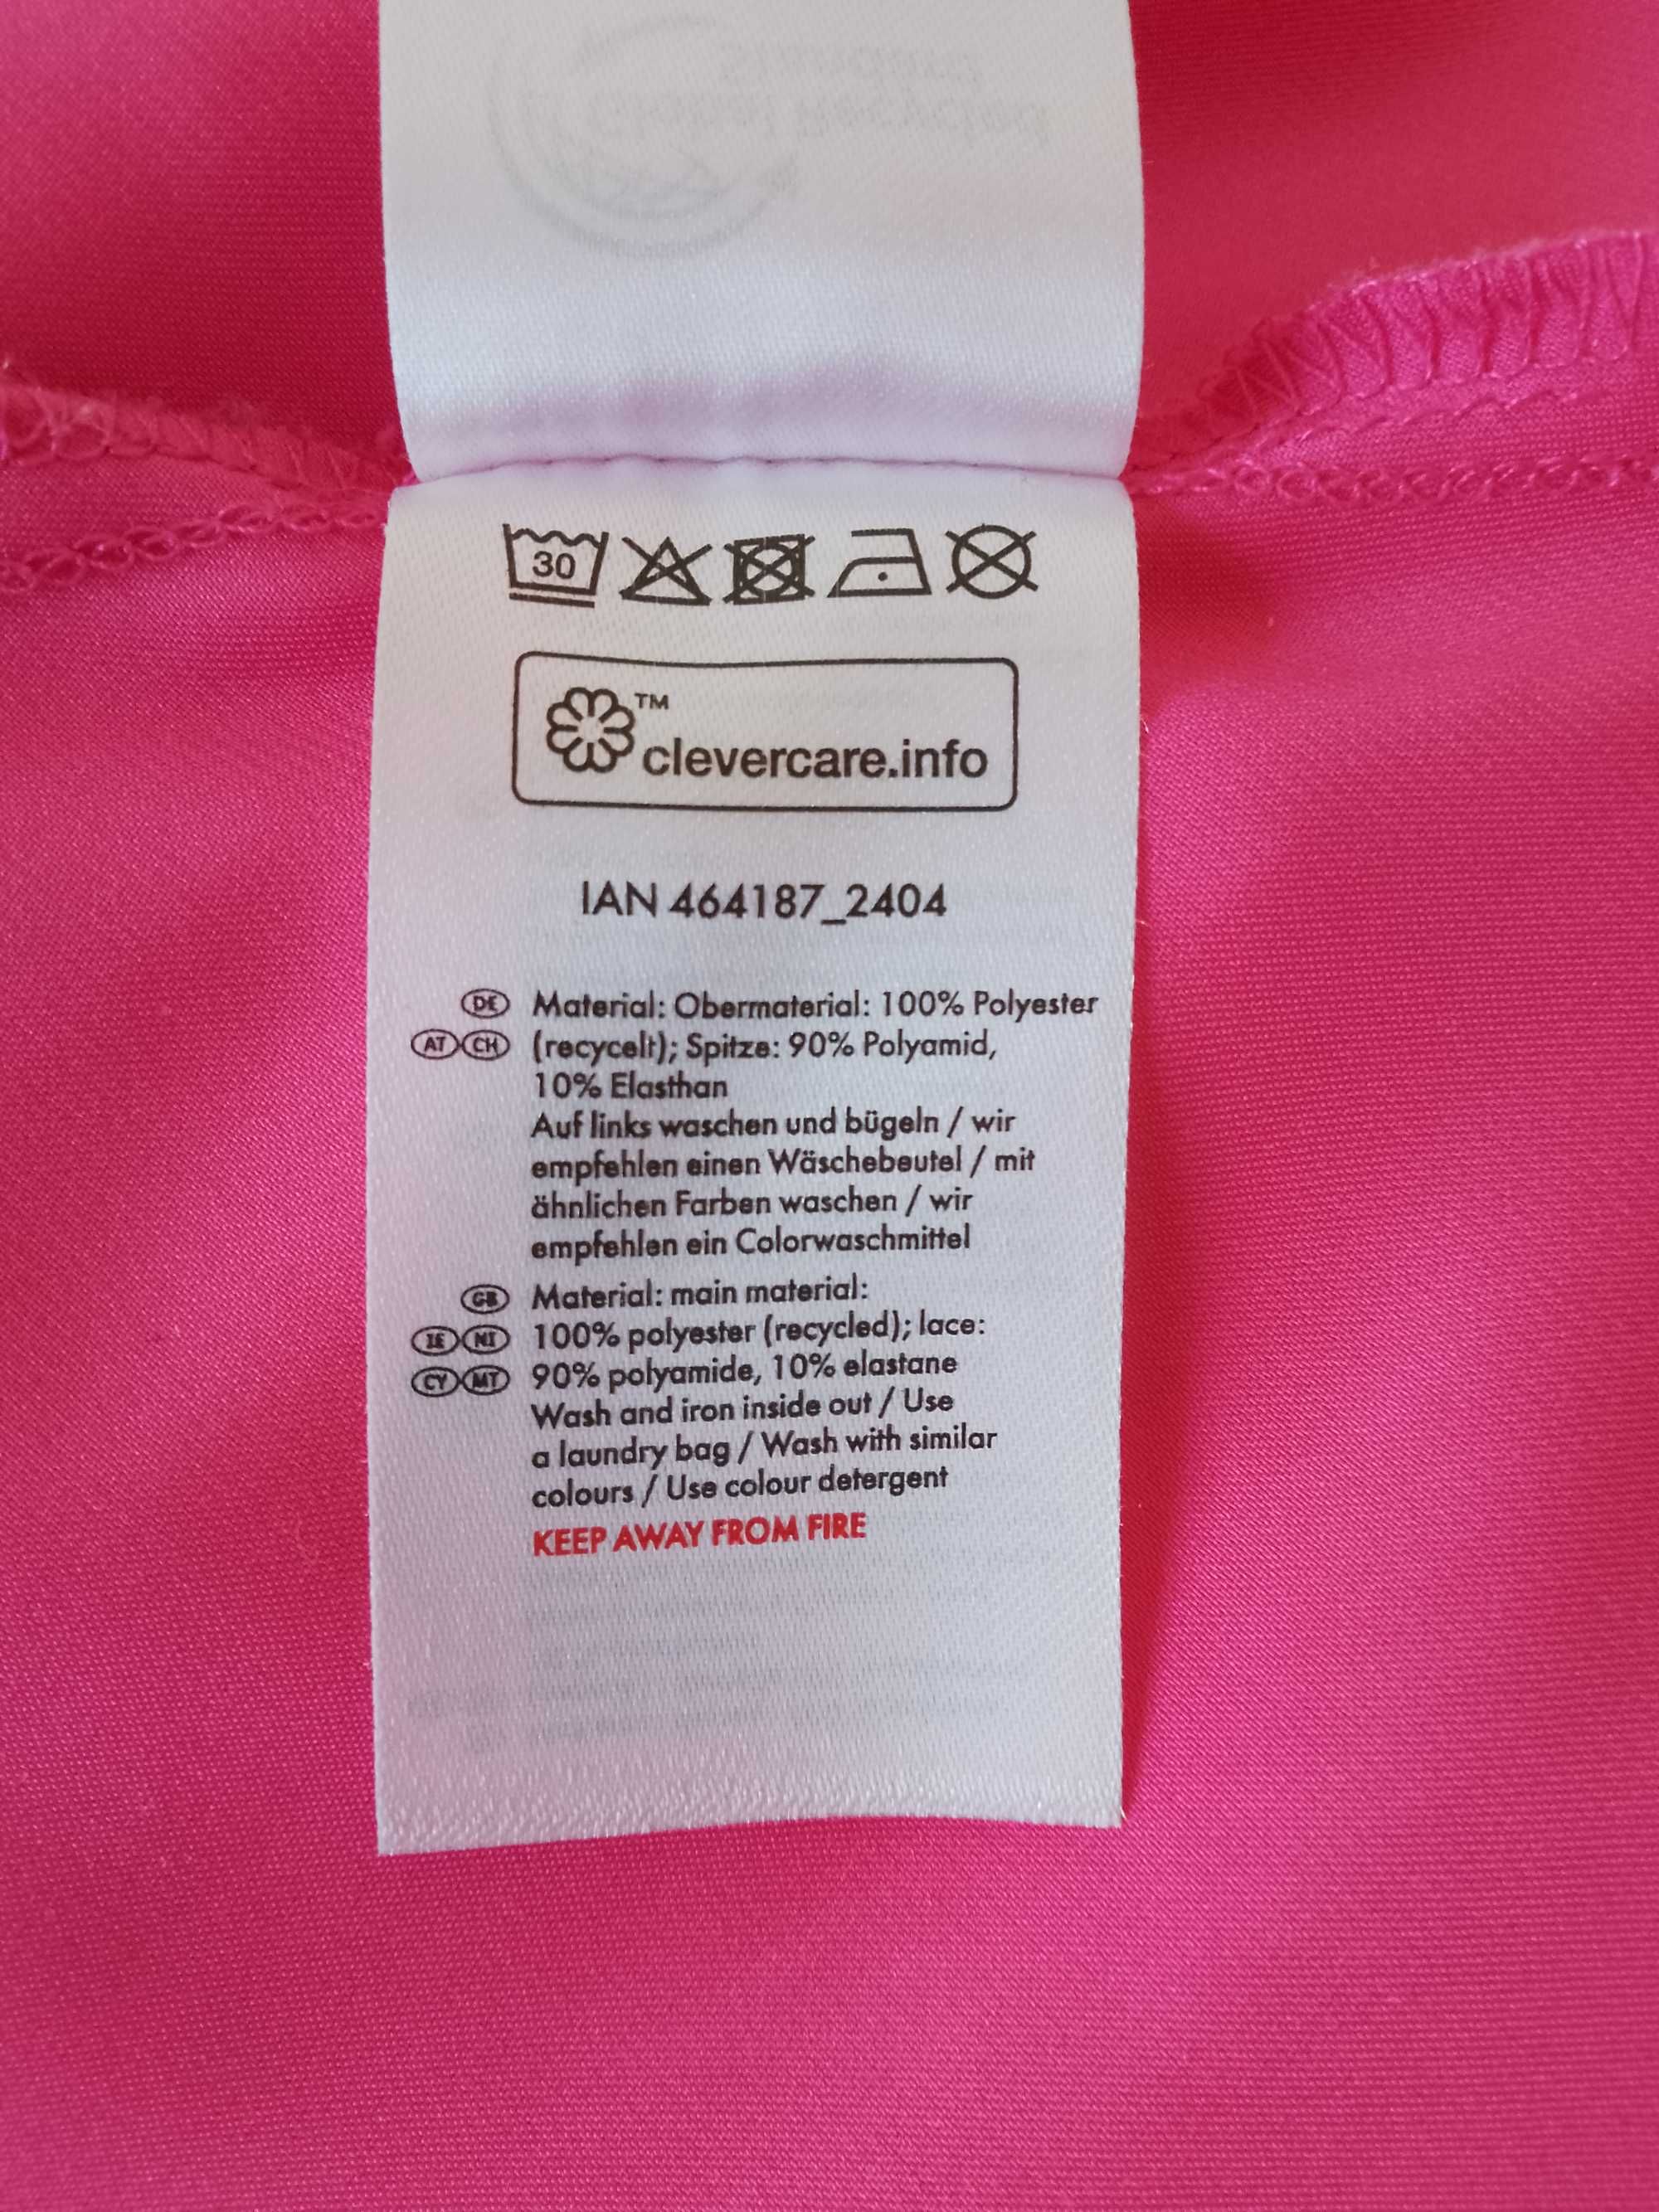 30
™
clevercare.info
IAN 464187_2404
DE Material: Obermaterial: 100% Polyester
AT CH (recycelt); Spitze: 90% Polyamid,
10% Elasthan
Auf links waschen und bügeln / wir
empfehlen einen Wäschebeutel / mit
ähnlichen Farben waschen / wir
empfehlen ein Colorwaschmittel
GB Material: main material:
IE NI 100% polyester (recycled); lace:
CY MT 90% polyamide, 10% elastane
Wash and iron inside out / Use
a laundry bag / Wash with similar
colours / Use colour detergent
KEEP AWAY FROM FIRE